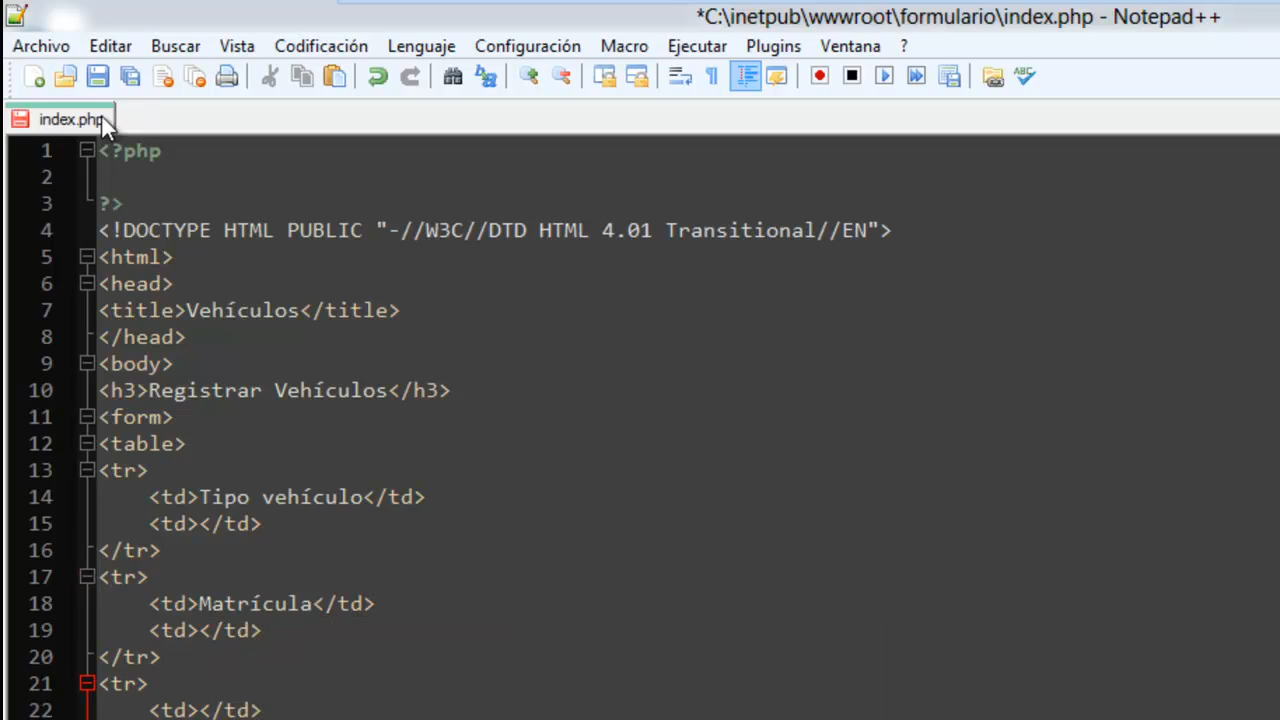 *C:\inetpub\wwwroot\formulario\index.php - Notepad++
Archivo Editar Buscar Vista Codificación Lenguaje Configuración Macro Ejecutar Plugins Ventana ?
index.php
1 <?php
2
3 ?>
4 <!DOCTYPE HTML PUBLIC "-//W3C//DTD HTML 4.01 Transitional//EN">
5 <html>
6 <head>
7 <title>Vehículos</title>
8 </head>
9 <body>
10 <h3>Registrar Vehículos</h3>
11 <form>
12 <table>
13 <tr>
14 <td>Tipo vehículo</td>
15 <td></td>
16 </tr>
17 <tr>
18 <td>Matrícula</td>
19 <td></td>
20 </tr>
21 <tr>
22 <td></td>